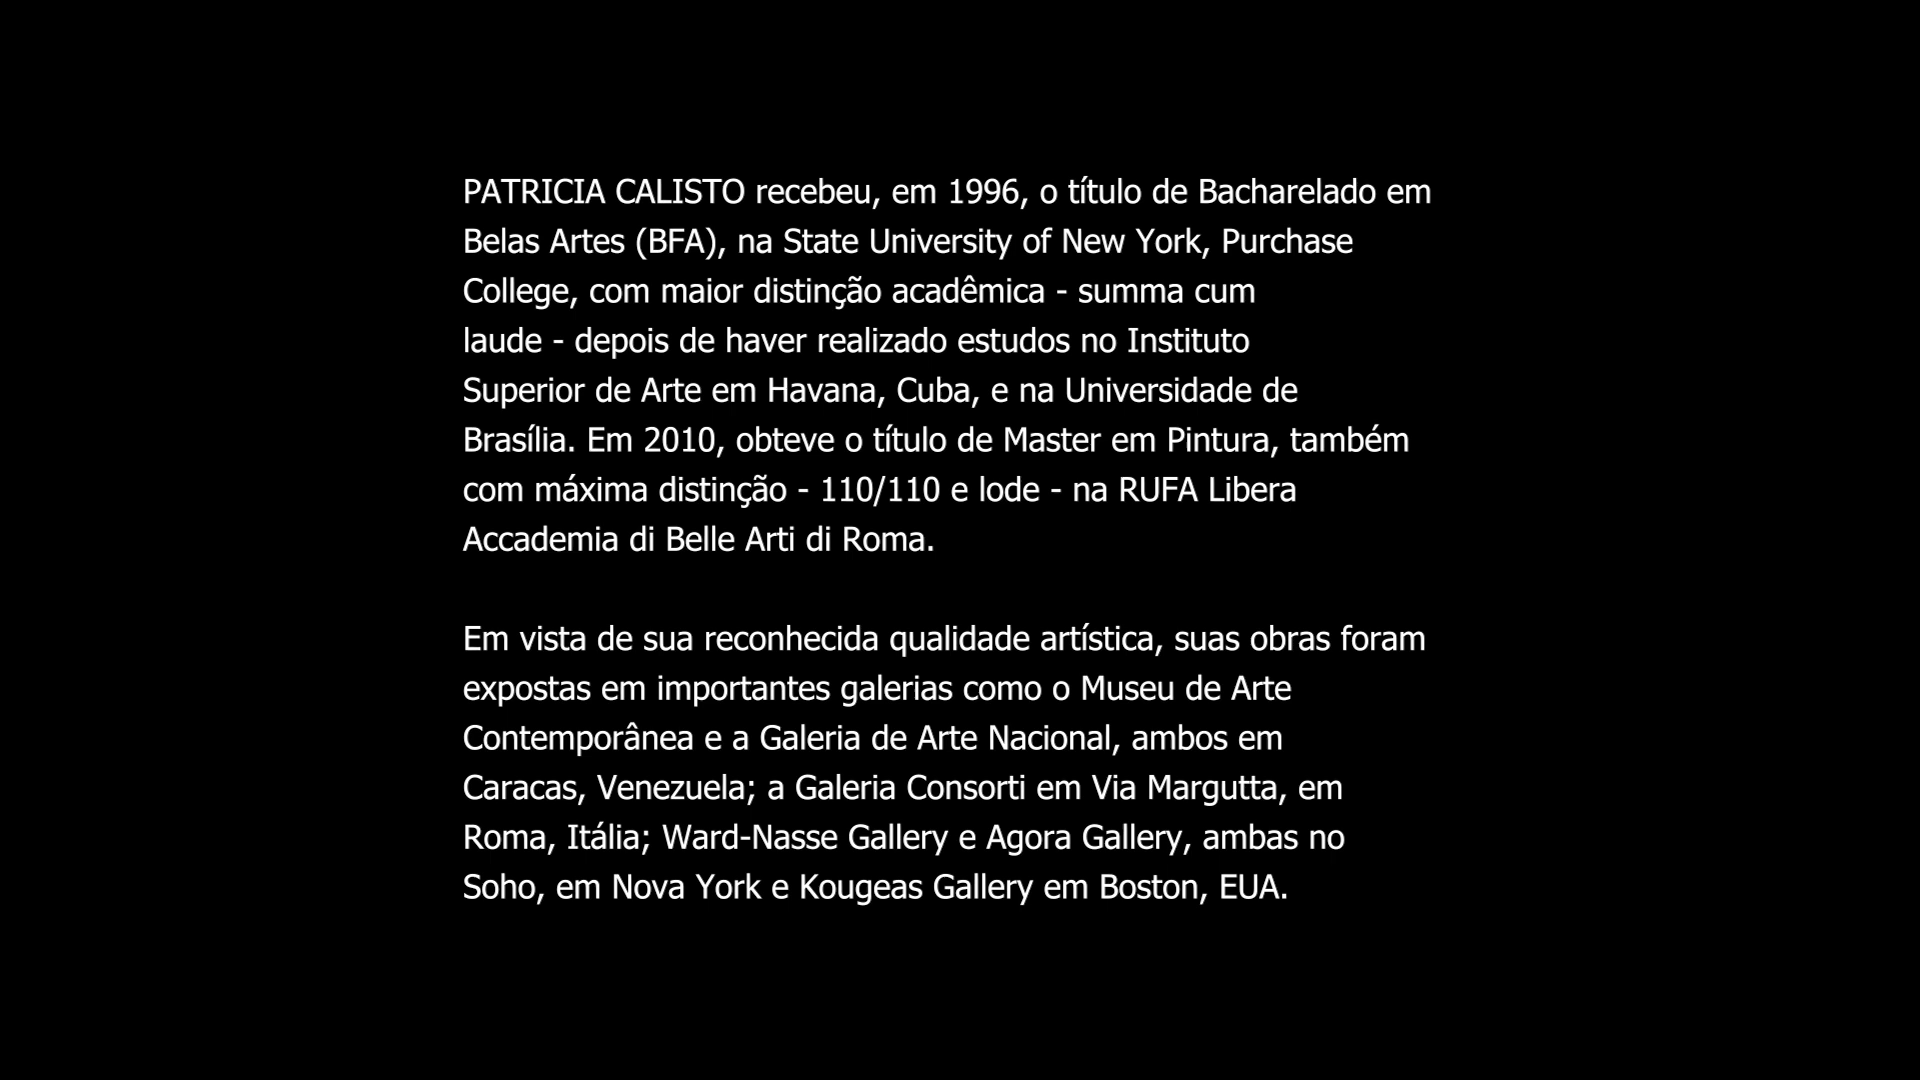 PATRICIA CALISTO recebeu, em 1996, o título de Bacharelado em
Belas Artes (BFA), na State University of New York, Purchase
College, com maior distinção acadêmica - summa cum
laude - depois de haver realizado estudos no Instituto
Superior de Arte em Havana, Cuba, e na Universidade de
Brasília. Em 2010, obteve o título de Master em Pintura, também
com máxima distinção - 110/110 e lode - na RUFA Libera
Accademia di Belle Arti di Roma.
Em vista de sua reconhecida qualidade artística, suas obras foram
expostas em importantes galerias como o Museu de Arte
Contemporânea e a Galeria de Arte Nacional, ambos em
Caracas, Venezuela; a Galeria Consorti em Via Margutta, em
Roma, Itália; Ward-Nasse Gallery e Agora Gallery, ambas no
Soho, em Nova York e Kougeas Gallery em Boston, EUA.